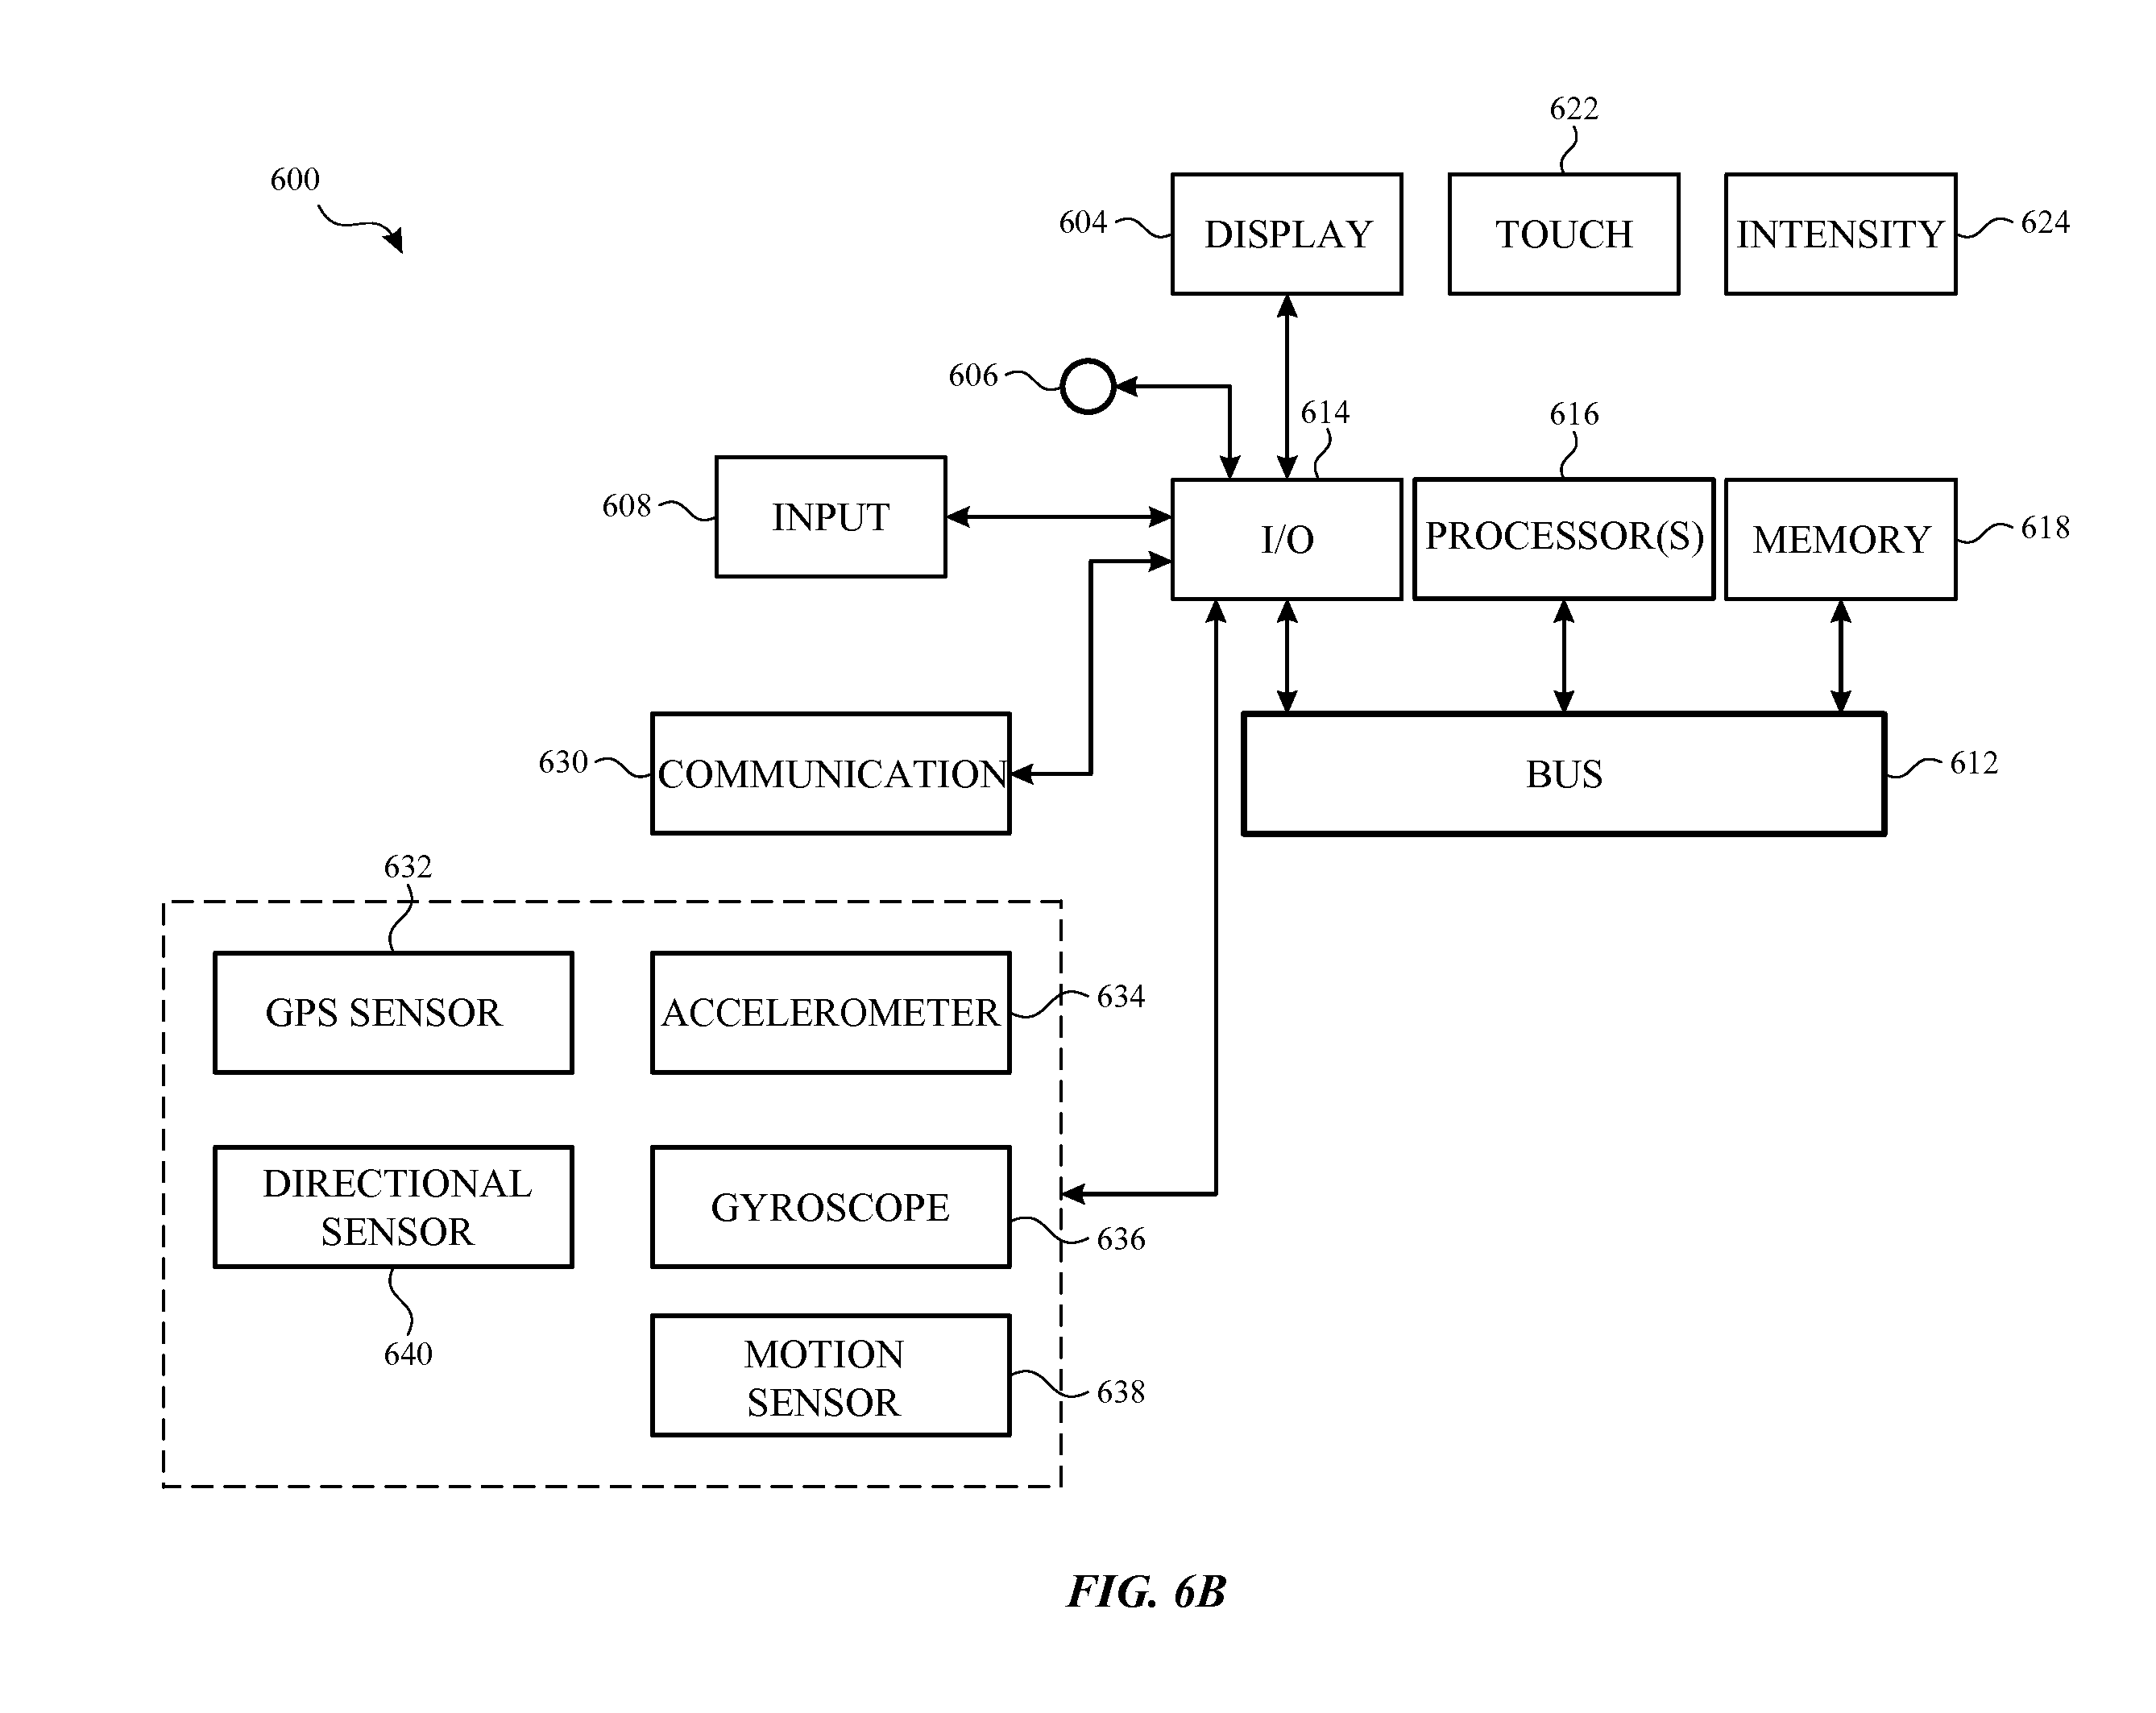 622
600
604
DISPLAY
TOUCH
INTENSITY
624
606
614
616
608
INPUT
I/O
PROCESSOR(S)
MEMORY
618
630
COMMUNICATION
BUS
612
632
GPS SENSOR
ACCELEROMETER
634
DIRECTIONAL
SENSOR
GYROSCOPE
636
640
MOTION
SENSOR
638
FIG. 6B